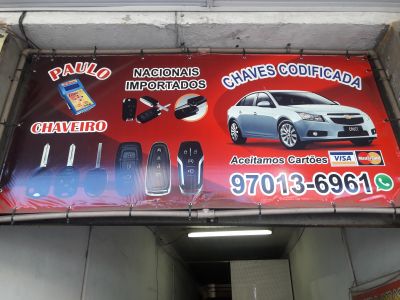 PAULO
CHAVEIRO
NACIONAIS
IMPORTADOS
CHAVES CODIFICADA
Aceitamos Cartões VISA MasterCard
97013-6961